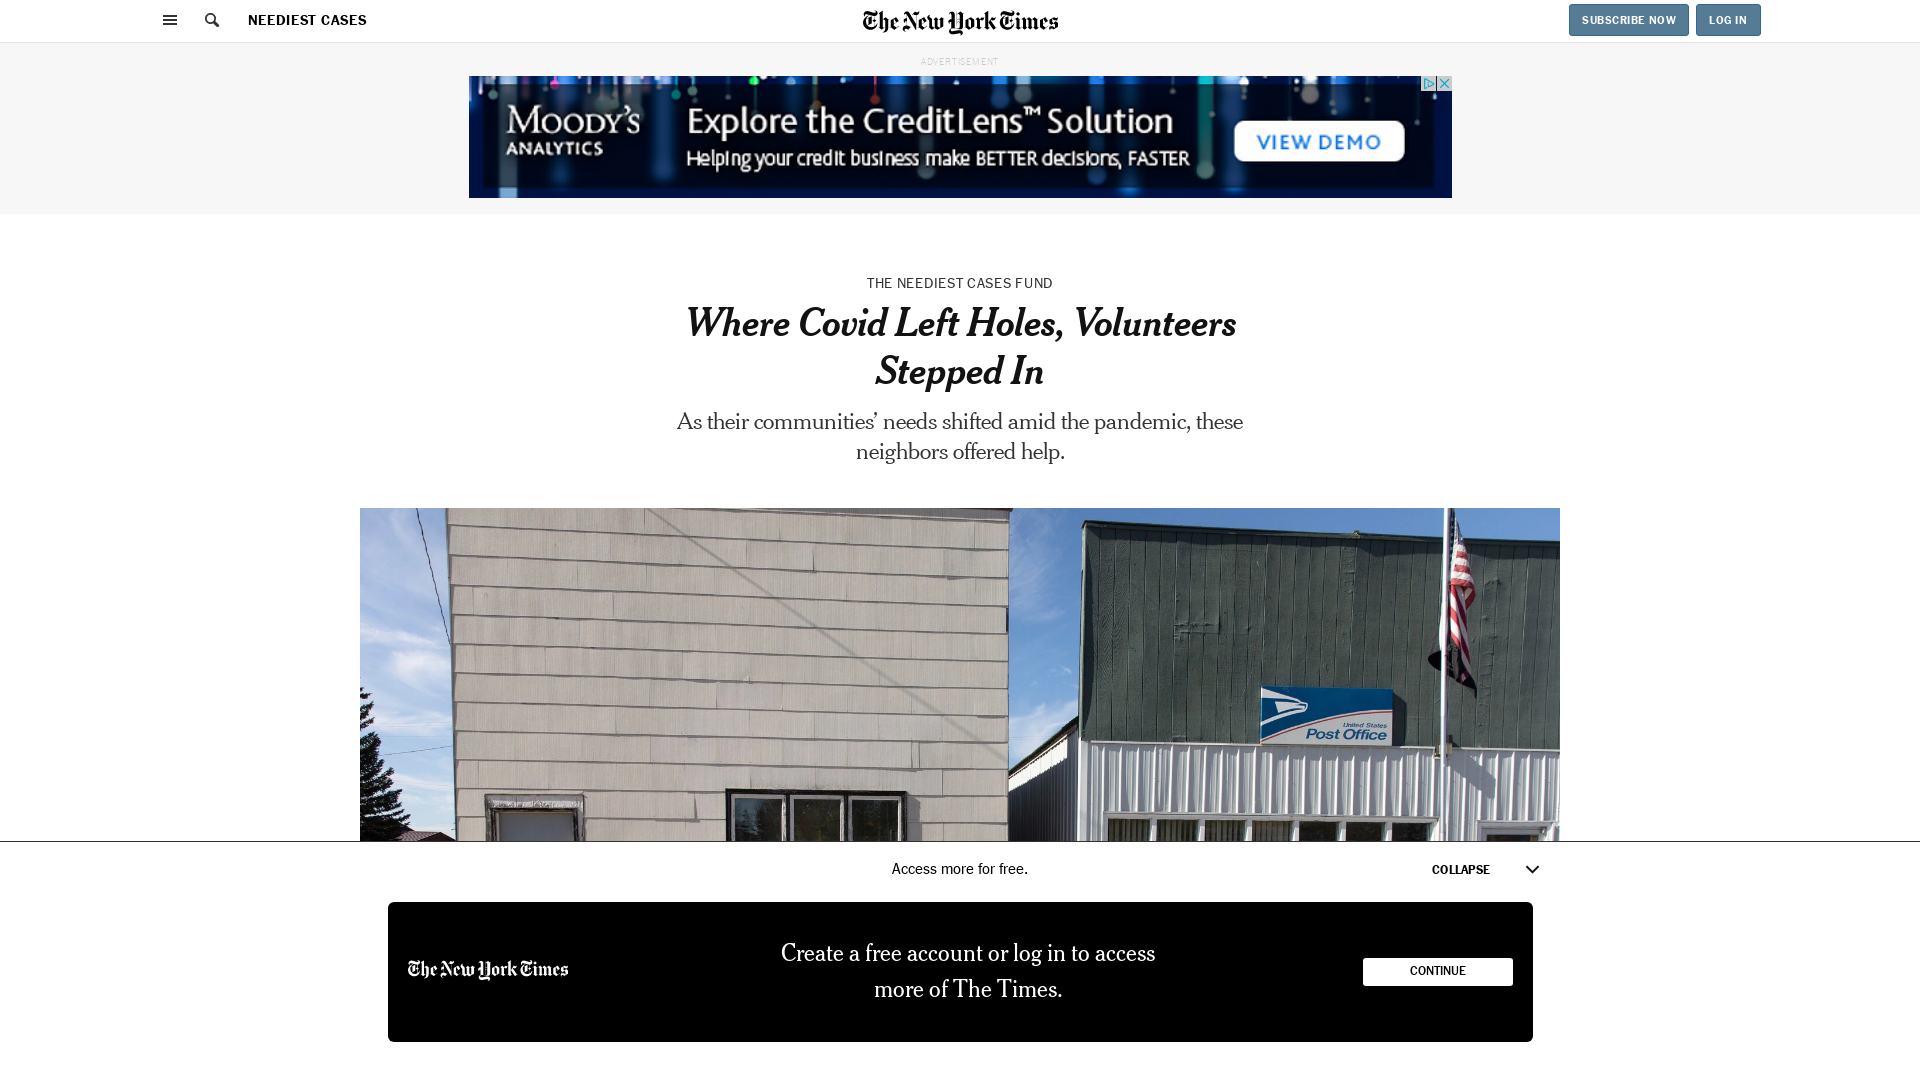 NEEDIEST CASES
The New York Times
SUBSCRIBE NOW
LOG IN
ADVERTISEMENT
MOODY'S
ANALYTICS
Explore the CreditLens™ Solution
Helping your credit business make BETTER decisions, FASTER
VIEW DEMO
THE NEEDIEST CASES FUND
Where Covid Left Holes, Volunteers
Stepped In
As their communities’ needs shifted amid the pandemic, these
neighbors offered help.
United States
Post Office
Access more for free.
COLLAPSE
The New York Times
Create a free account or log in to access
more of The Times.
CONTINUE